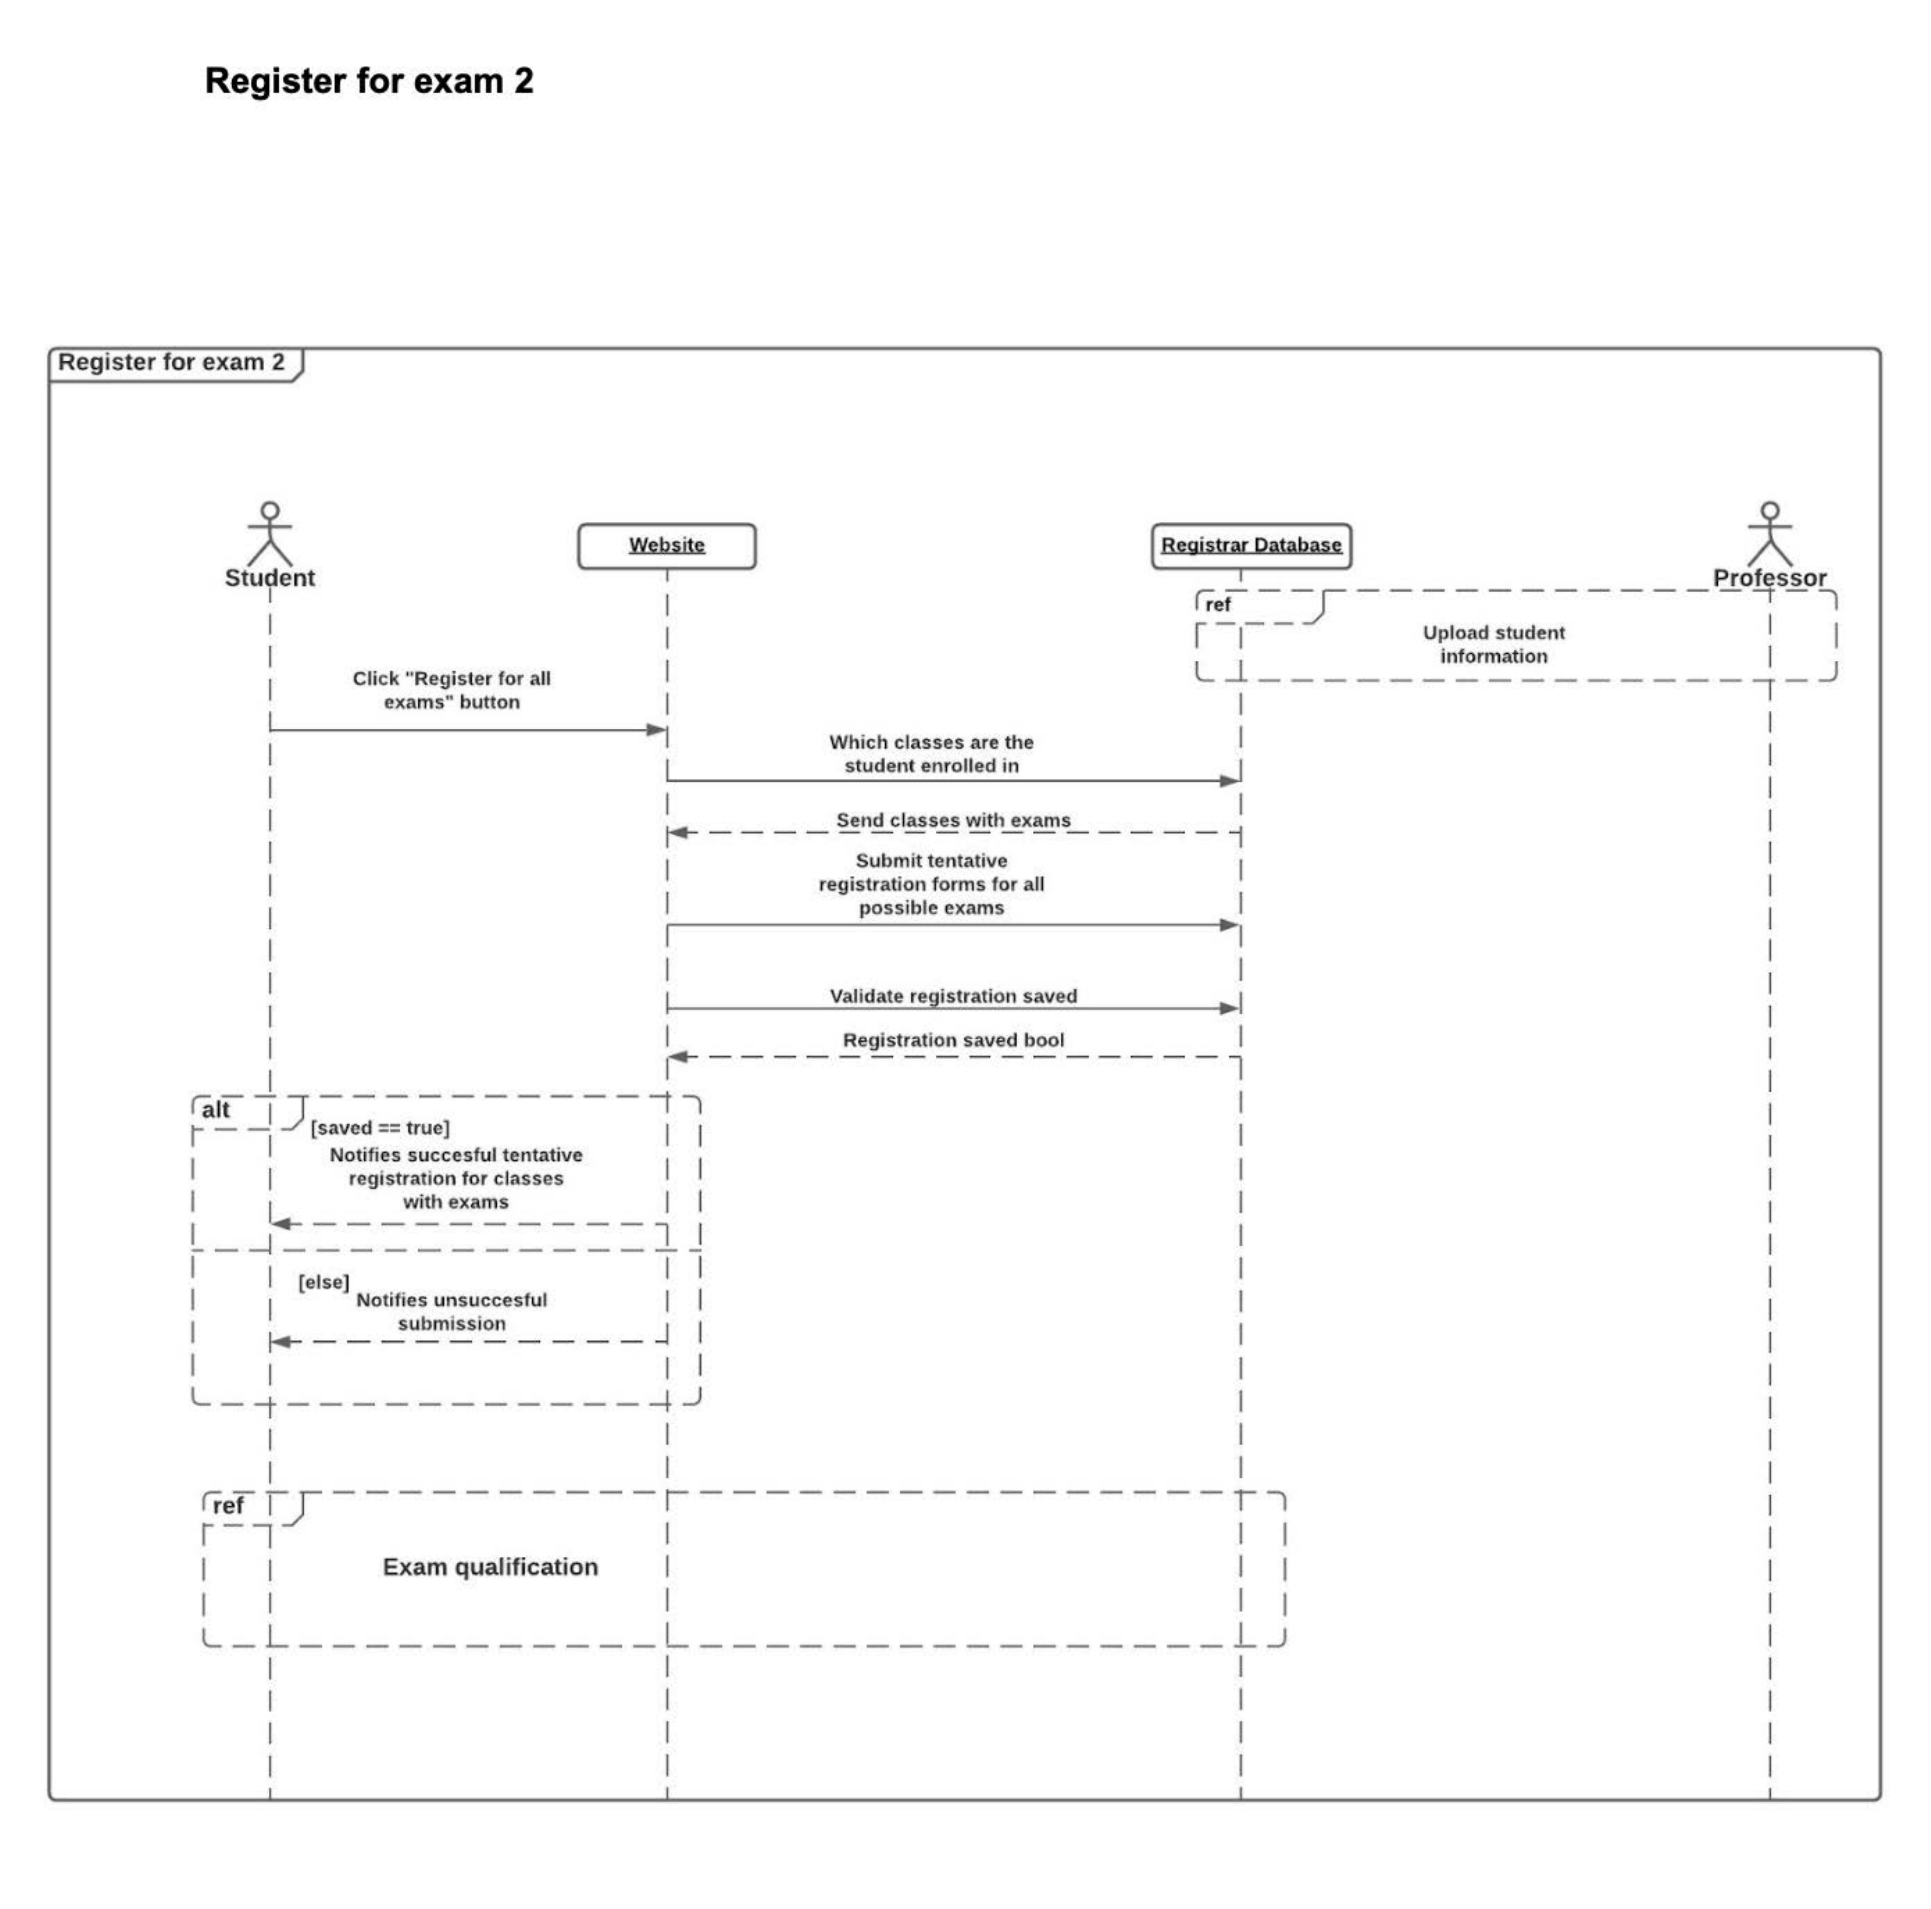 Register for exam 2
Register for exam 2
Student
Website
Registrar Database
Professor
ref
Upload student
information
Click "Register for all
exams" button
Which classes are the
student enrolled in
Send classes with exams
Submit tentative
registration forms for all
possible exams
Validate registration saved
Registration saved bool
alt
[saved == true]
Notifies succesful tentative
registration for classes
with exams
[else]
Notifies unsuccesful
submission
ref
Exam qualification